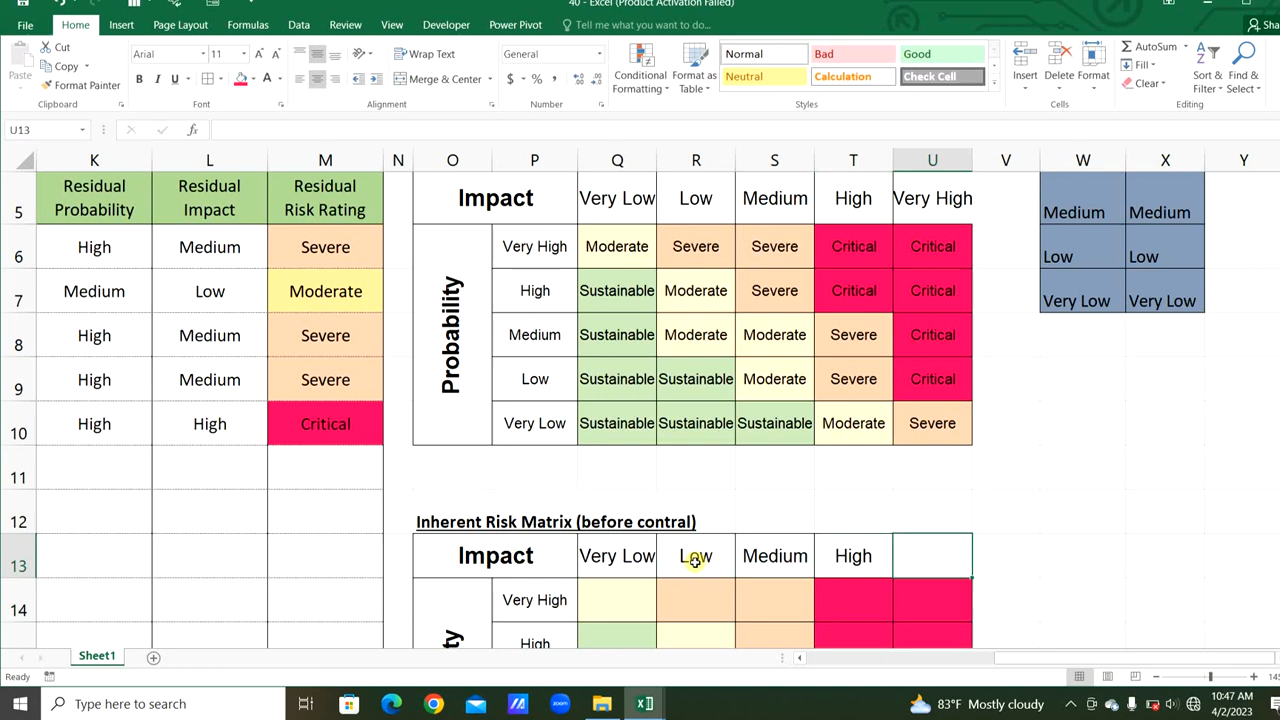 40 - Excel (Product Activation Failed)
File Home Insert Page Layout Formulas Data Review View Developer Power Pivot Tell me what you want to do... Sha
Paste
Cut
Copy
Format Painter
Clipboard
Arial 11
B I U
Font
Wrap Text
Merge & Center
Alignment
General
$ % ,
Number
Conditional Formatting
Format as Table
Normal Bad Good
Neutral Calculation Check Cell
Styles
Insert Delete Format
Cells
AutoSum
Fill
Clear
Sort & Filter
Find & Select
Editing
U13 fx
K L M N O P Q R S T U V W X Y
5 Residual Probability Residual Impact Residual Risk Rating Impact Very Low Low Medium High Very High Medium Medium
6 High Medium Severe Very High Moderate Severe Severe Critical Critical Low Low
7 Medium Low Moderate High Sustainable Moderate Severe Critical Critical Very Low Very Low
Probability
8 High Medium Severe Medium Sustainable Moderate Moderate Severe Critical
9 High Medium Severe Low Sustainable Sustainable Moderate Severe Critical
10 High High Critical Very Low Sustainable Sustainable Sustainable Moderate Severe
11
12 Inherent Risk Matrix (before contral)
13 Impact Very Low Low Medium High
14 Very High
High
Sheet1
Ready
Type here to search
zoom
83°F Mostly cloudy
10:47 AM
4/2/2023